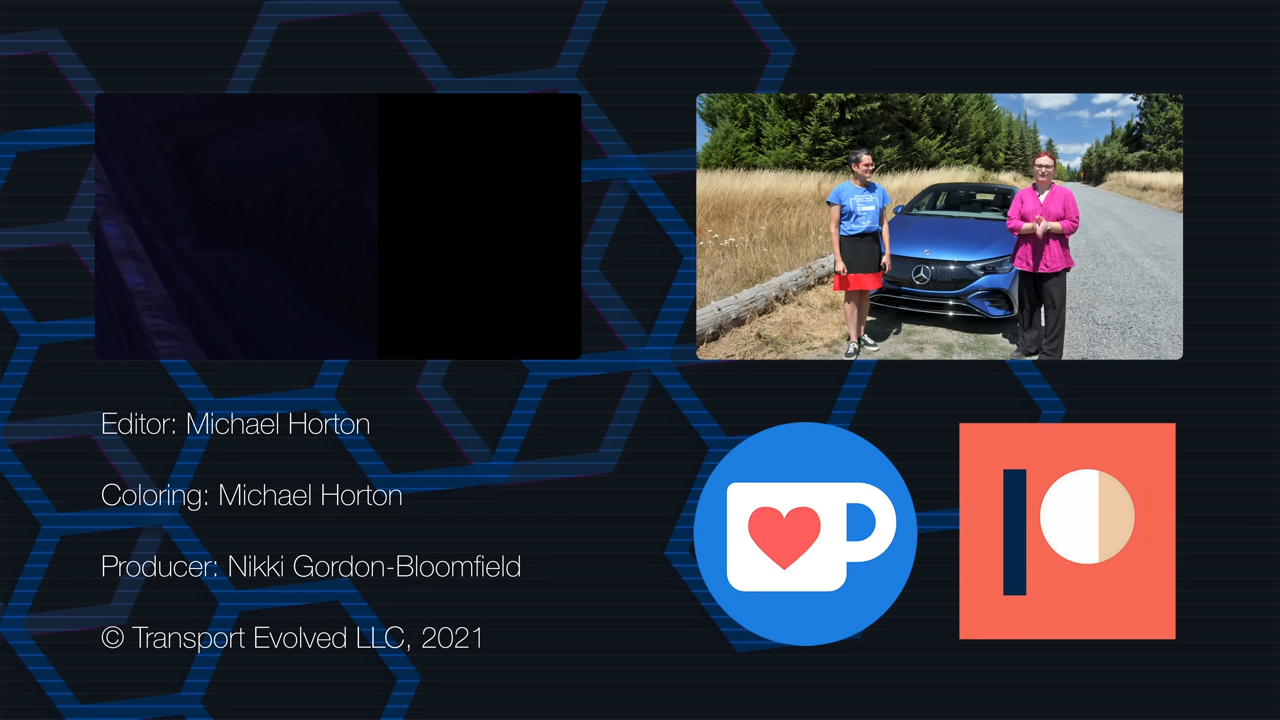 Editor: Michael Horton
Coloring: Michael Horton
Producer: Nikki Gordon-Bloomfield
© Transport Evolved LLC, 2021